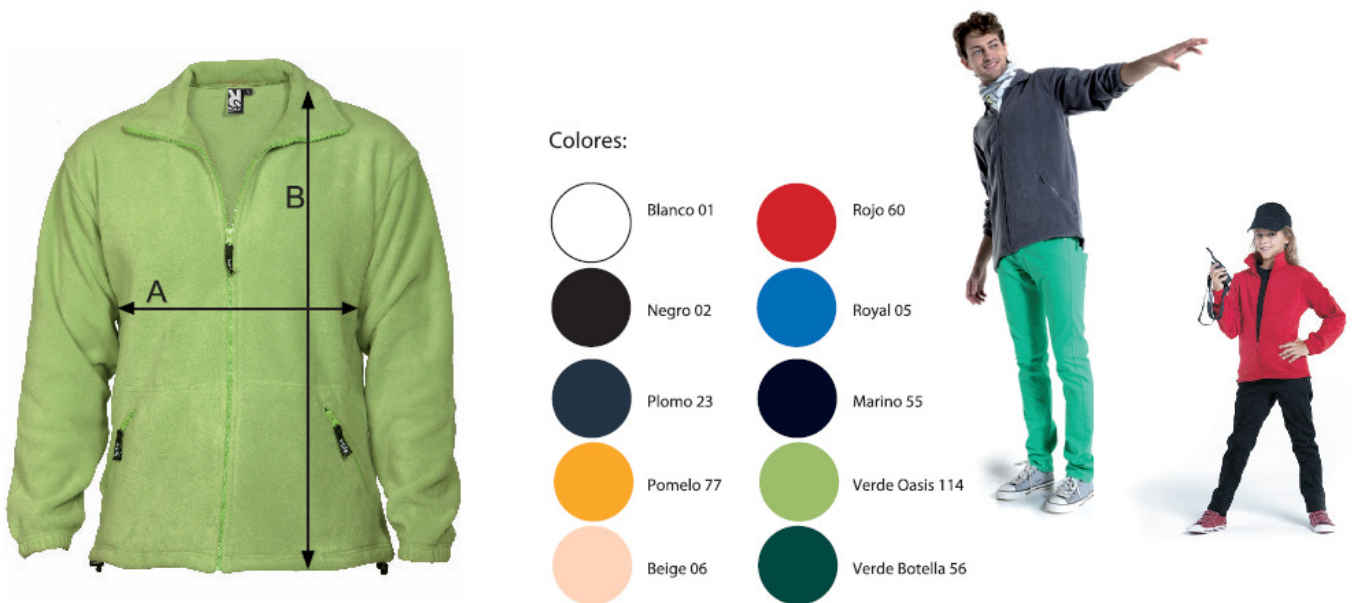 B
A
Colores:
Blanco 01
Rojo 60
Negro 02
Royal 05
Plomo 23
Marino 55
Pomelo 77
Verde Oasis 114
Beige 06
Verde Botella 56